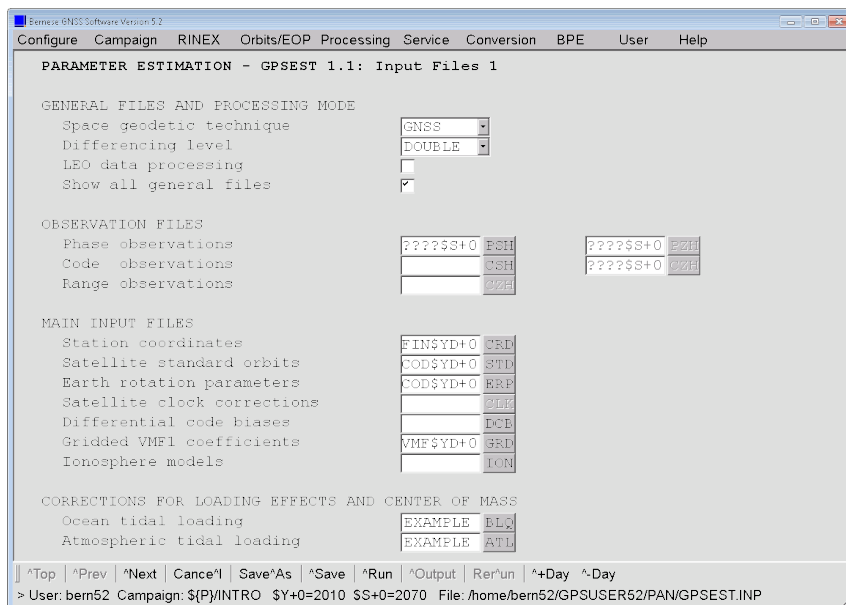 Bernese GNSS Software Version 5.2
Configure Campaign RINEX Orbits/EOP Processing Service Conversion BPE User Help
PARAMETER ESTIMATION - GPSEST 1.1: Input Files 1
GENERAL FILES AND PROCESSING MODE
Space geodetic technique GNSS
Differencing level DOUBLE
LEO data processing
Show all general files
OBSERVATION FILES
Phase observations ????$S+0 PSH ????$S+0 PZH
Code observations CSH ????$S+0 CZH
Range observations CZH
MAIN INPUT FILES
Station coordinates FIN$YD+0 CRD
Satellite standard orbits COD$YD+0 STD
Earth rotation parameters COD$YD+0 ERP
Satellite clock corrections CLK
Differential code biases DCB
Gridded VMF1 coefficients VMF$YD+0 GRD
Ionosphere models ION
CORRECTIONS FOR LOADING EFFECTS AND CENTER OF MASS
Ocean tidal loading EXAMPLE BLQ
Atmospheric tidal loading EXAMPLE ATL
^Top | ^Prev | ^Next | Cance^l | Save^As | ^Save | ^Run | ^Output | Rer^un | ^+Day ^-Day
> User: bern52 Campaign: ${P}/INTRO $Y+0=2010 $S+0=2070 File: /home/bern52/GPSUSER52/PAN/GPSEST.INP